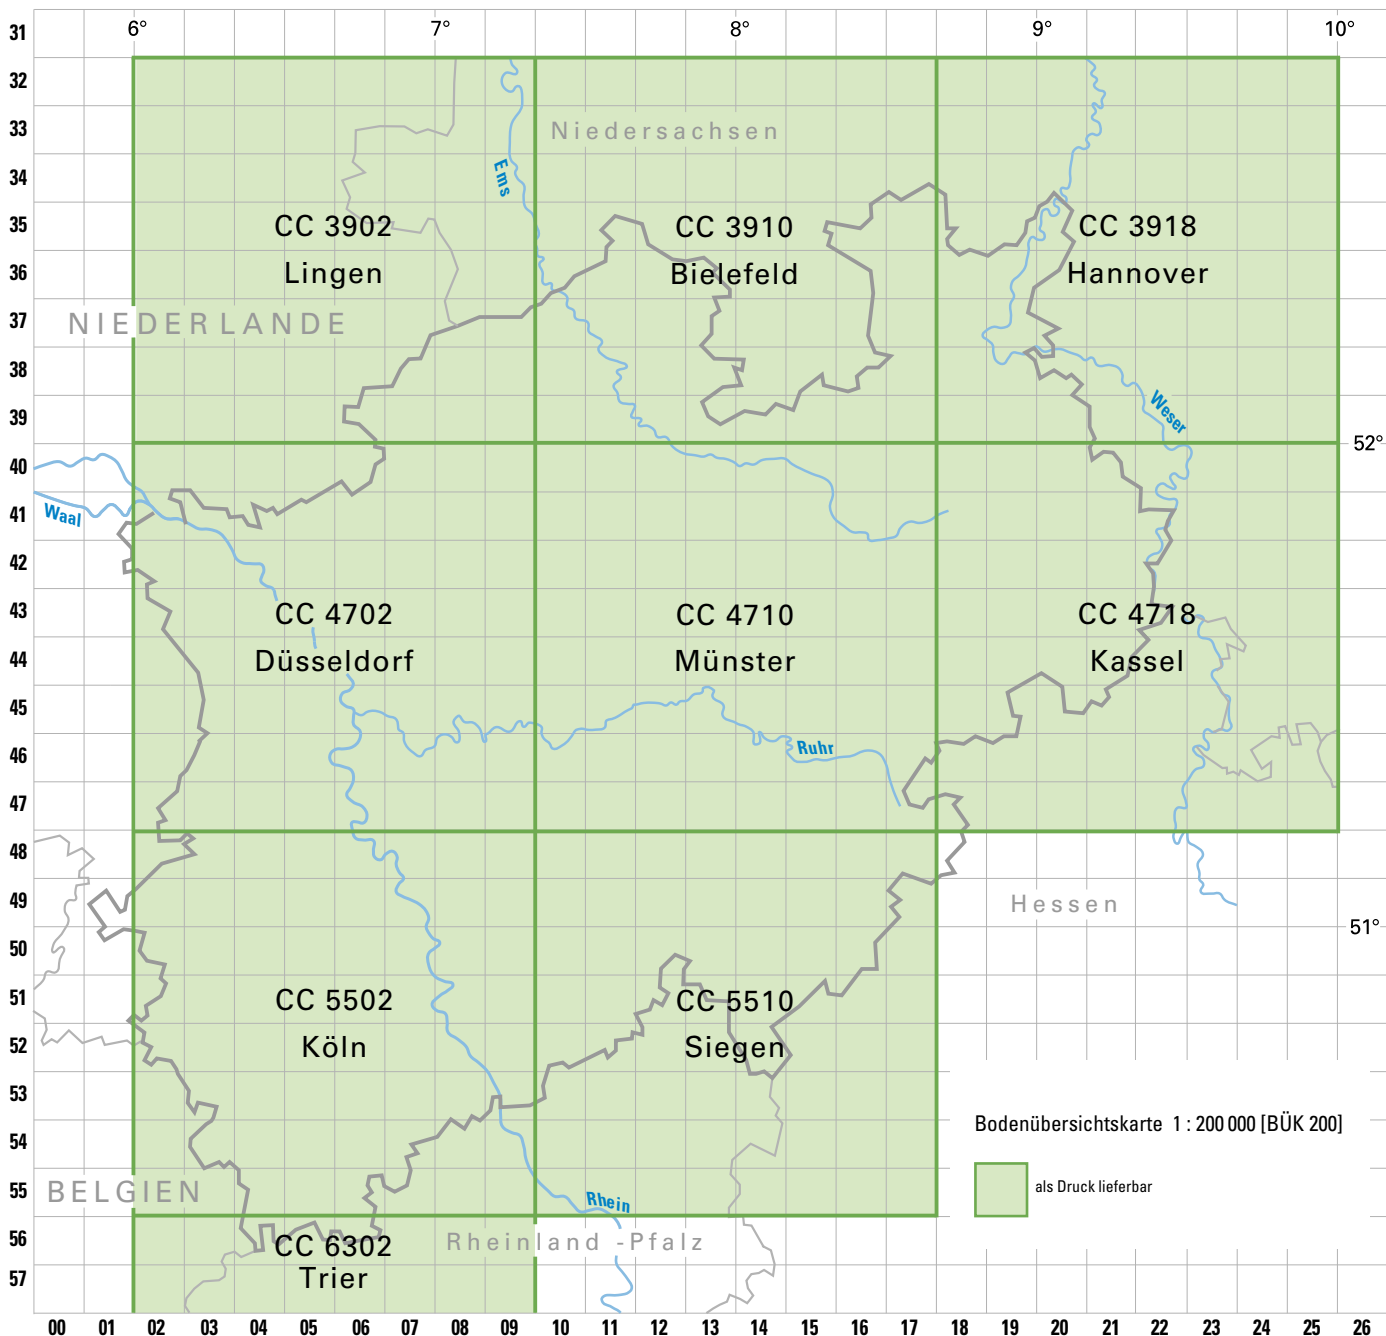 6° 7° 8° 9° 10°
31
32
33
34
35
36
37
38
39
40
41
42
43
44
45
46
47
48
49
50
51
52
53
54
55
56
57
Niedersachsen
Ems
CC 3902
Lingen
CC 3910
Bielefeld
CC 3918
Hannover
NIEDERLANDE
Weser
52°
Waal
CC 4702
Düsseldorf
CC 4710
Münster
CC 4718
Kassel
Ruhr
Hessen
51°
CC 5502
Köln
CC 5510
Siegen
Bodenübersichtskarte 1 : 200 000 [BÜK 200]
als Druck lieferbar
BELGIEN
Rhein
Rheinland -Pfalz
CC 6302
Trier
00 01 02 03 04 05 06 07 08 09 10 11 12 13 14 15 16 17 18 19 20 21 22 23 24 25 26